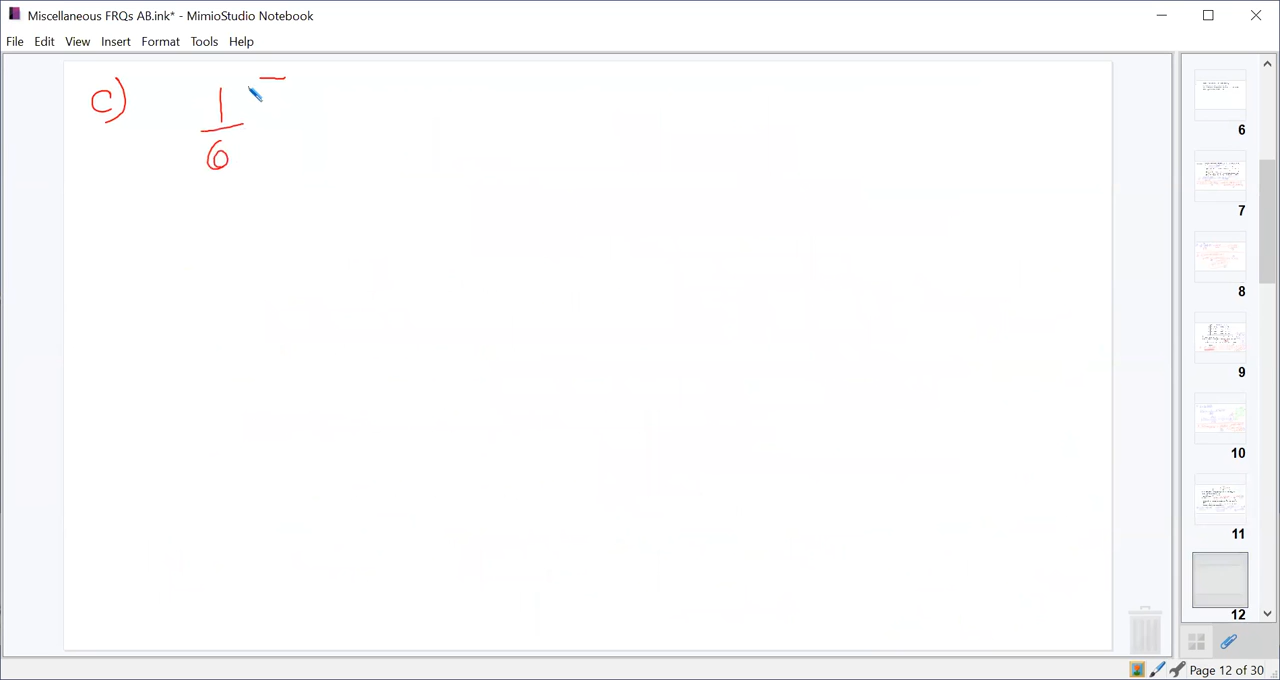 Miscellaneous FRQs AB.ink* - MimioStudio Notebook
File Edit View Insert Format Tools Help
c) 1/6
6
7
8
9
10
11
12
Page 12 of 30